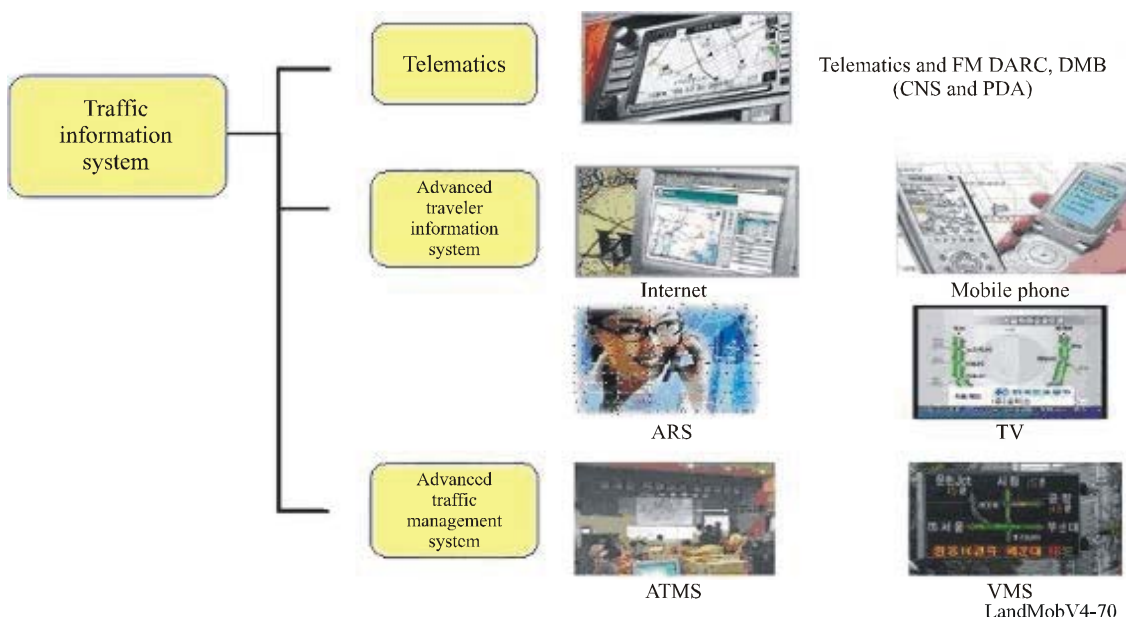 Traffic
information
system
Telematics
Telematics and FM DARC, DMB
(CNS and PDA)
Advanced
traveler
information
system
Internet
Mobile phone
ARS
TV
Advanced
traffic
management
system
ATMS
VMS
LandMobV4-70